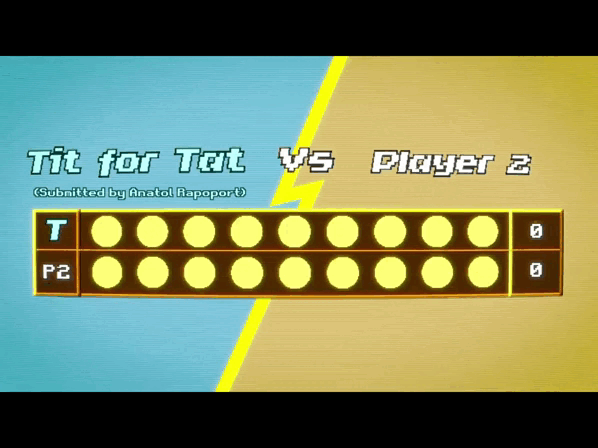 Tit for Tat Vs Player 2
(Submitted by Anatol Rapoport)
T 0
P2 0